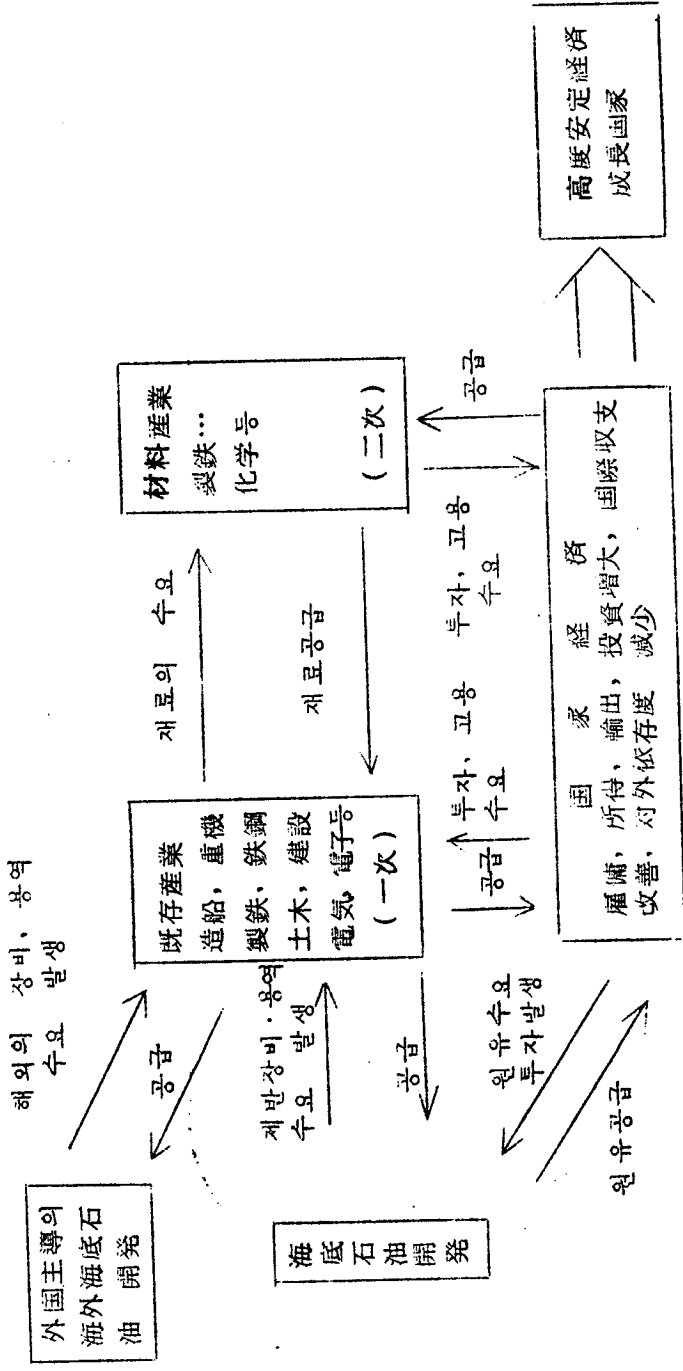 外国主導의
海外海底石
油 開発
海底石油開発
해외의 장비, 용역
수요 발생
공급
제반장비·용역
수요 발생
공급
원유수요
투자발생
원유공급
既存産業
造船, 重機
製鉄, 鉄鋼
土木, 建設
電気, 電子등
(一次)
재료의 수요
재료공급
材料産業
製鉄…
化学등
(二次)
공급
투자, 고용
수요
투자, 고용
수요
공급
国家経済
雇傭, 所得, 輸出, 投資増大, 国際収支
改善, 対外依存度 減少
高度安定経済
成長国家